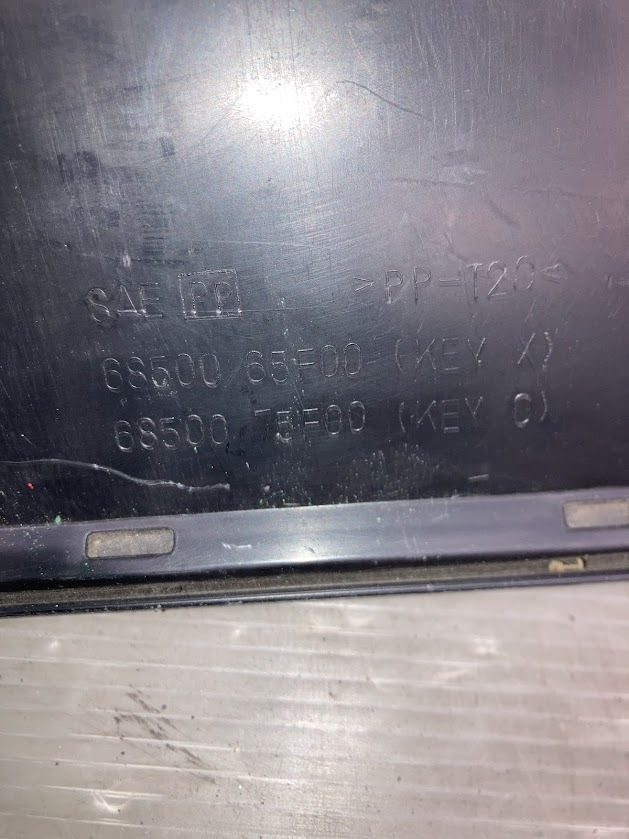 SAE PP >PP-T20<
68500 65F00 (KEY X)
68500 75F00 (KEY C)